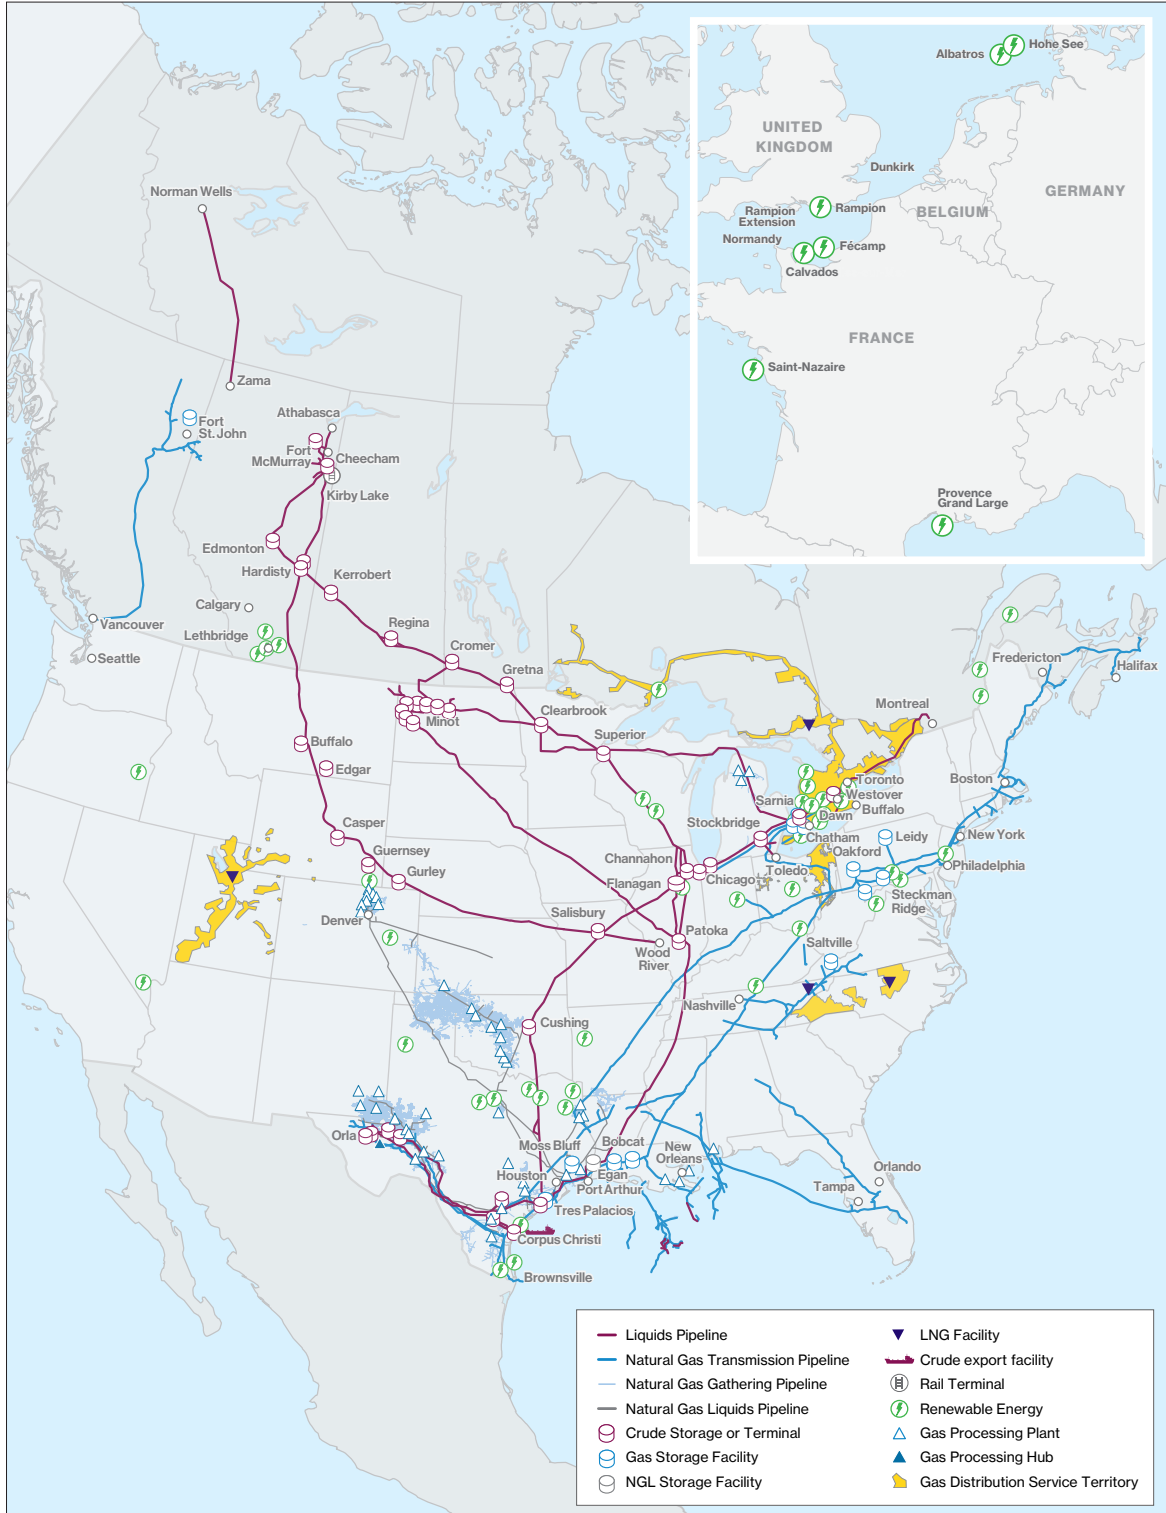 Albatros
Hohe See
UNITED
KINGDOM
Dunkirk
GERMANY
BELGIUM
Rampion
Extension
Rampion
Normandy
Fécamp
Calvados
FRANCE
Saint-Nazaire
Provence
Grand Large
Norman Wells
Zama
Athabasca
Fort
St. John
Fort
McMurray
Cheecham
Kirby Lake
Edmonton
Hardisty
Kerrobert
Calgary
Vancouver
Lethbridge
Regina
Seattle
Cromer
Gretna
Fredericton
Halifax
Minot
Clearbrook
Montreal
Superior
Buffalo
Edgar
Toronto
Boston
Sarnia
Westover
Buffalo
Dawn
Stockbridge
Chatham
Leidy
New York
Casper
Oakford
Guernsey
Channahon
Toledo
Philadelphia
Gurley
Flanagan
Chicago
Steckman
Ridge
Salisbury
Denver
Patoka
Wood
River
Saltville
Nashville
Cushing
Orla
Moss Bluff
Bobcat
New
Orleans
Houston
Egan
Port Arthur
Orlando
Tampa
Tres Palacios
Corpus Christi
Brownsville
Liquids Pipeline
Natural Gas Transmission Pipeline
Natural Gas Gathering Pipeline
Natural Gas Liquids Pipeline
Crude Storage or Terminal
Gas Storage Facility
NGL Storage Facility
LNG Facility
Crude export facility
Rail Terminal
Renewable Energy
Gas Processing Plant
Gas Processing Hub
Gas Distribution Service Territory